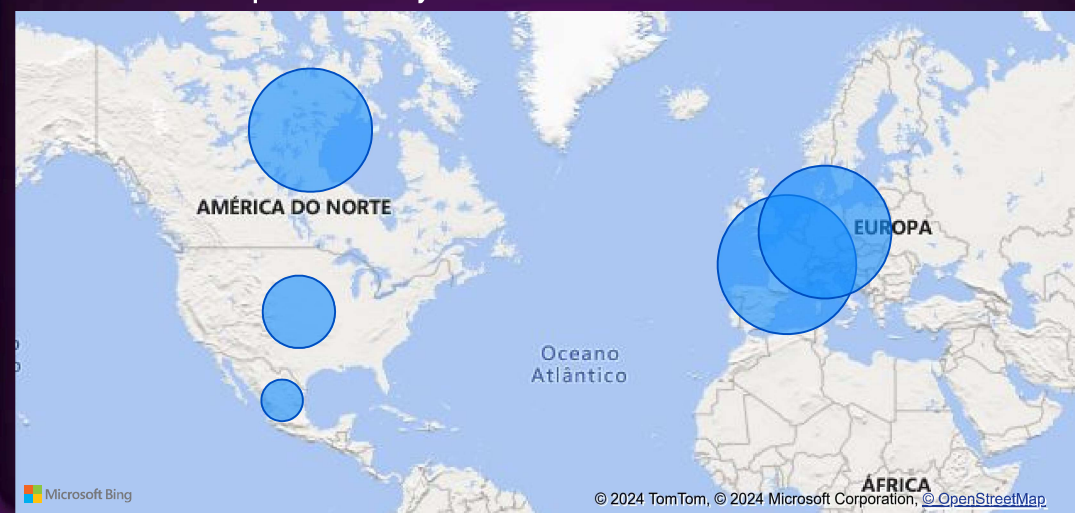 AMÉRICA DO NORTE
EUROPA
Oceano
Atlântico
ÁFRICA
Microsoft Bing
© 2024 TomTom, © 2024 Microsoft Corporation, © OpenStreetMap